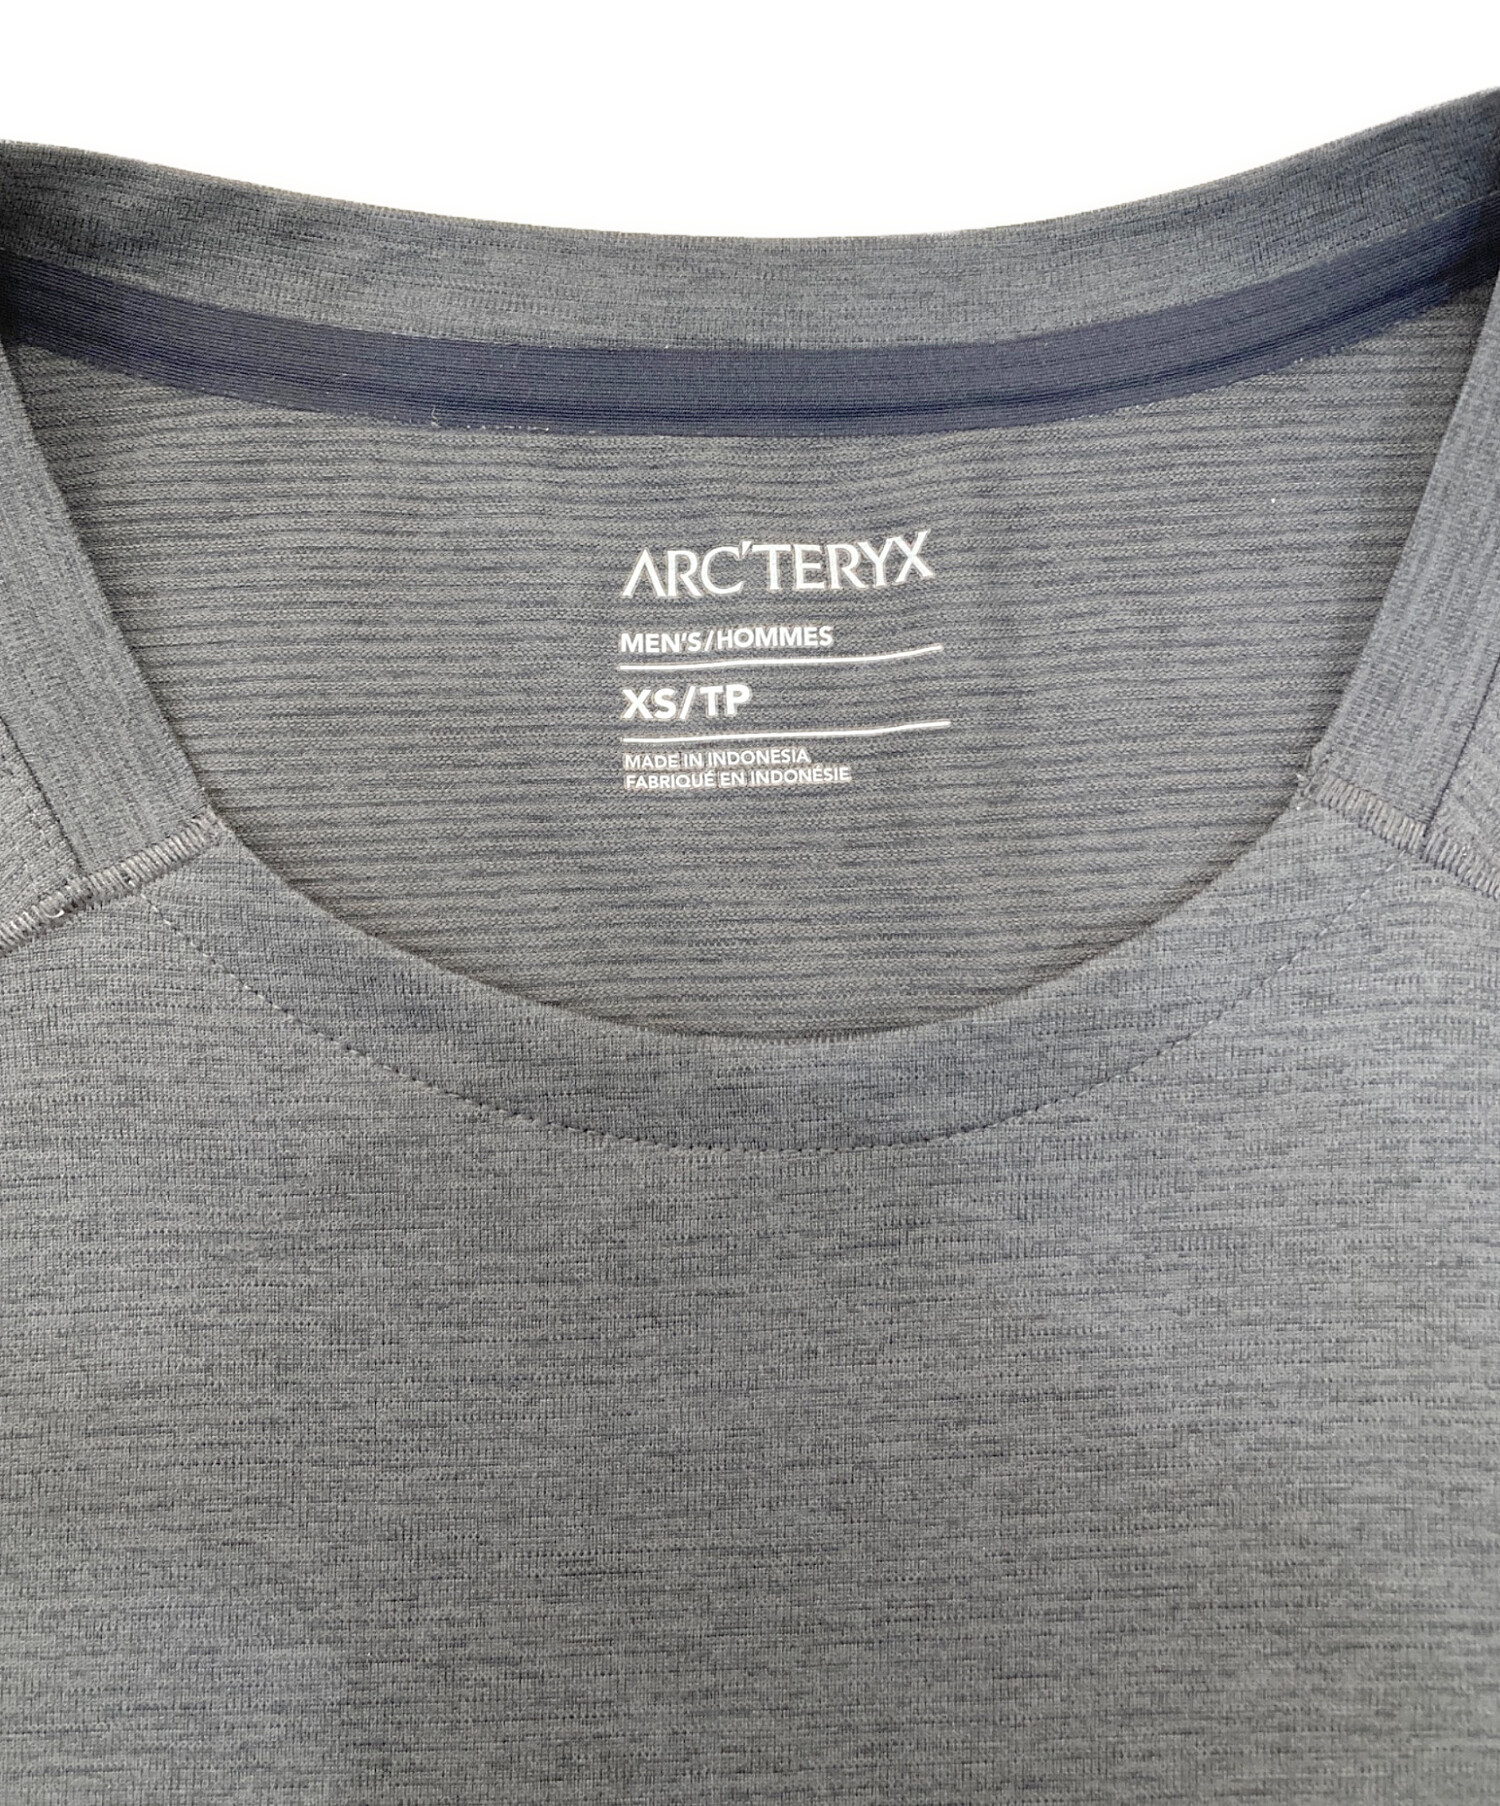 ARC'TERYX
MEN'S/HOMMES
XS/TP
MADE IN INDONESIA
FABRIQUÉ EN INDONÉSIE